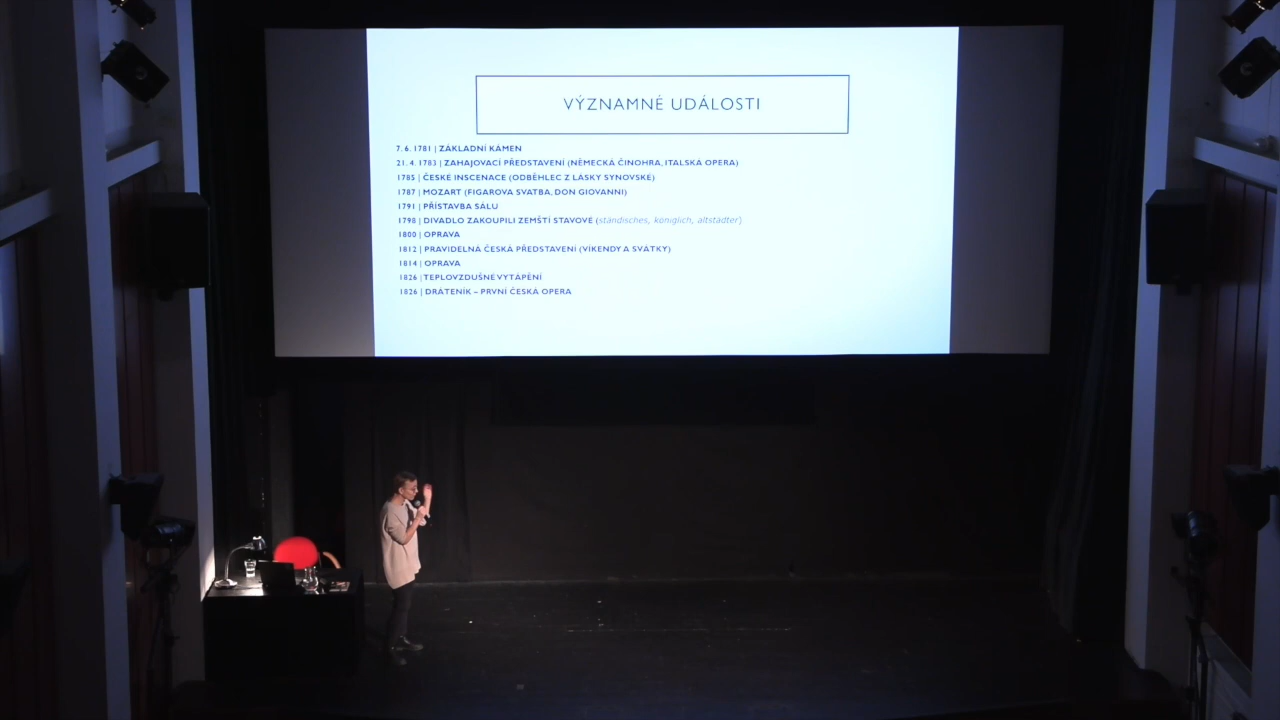 VÝZNAMNÉ UDÁLOSTI
7. 6. 1781 | ZÁKLADNÍ KÁMEN
21. 4. 1783 | ZAHAJOVACÍ PŘEDSTAVENÍ (NĚMECKÁ ČINOHRA, ITALSKÁ OPERA)
1785 | ČESKÉ INSCENACE (ODBĚHLEC Z LÁSKY SYNOVSKÉ)
1787 | MOZART (FIGAROVA SVATBA, DON GIOVANNI)
1791 | PŘÍSTAVBA SÁLU
1798 | DIVADLO ZAKOUPILI ZEMŠTÍ STAVOVÉ (ständisches, königlich, altstädter)
1800 | OPRAVA
1812 | PRAVIDELNÁ ČESKÁ PŘEDSTAVENÍ (VÍKENDY A SVÁTKY)
1814 | OPRAVA
1826 | TEPLOVZDUŠNÉ VYTÁPĚNÍ
1826 | DRÁTENÍK – PRVNÍ ČESKÁ OPERA